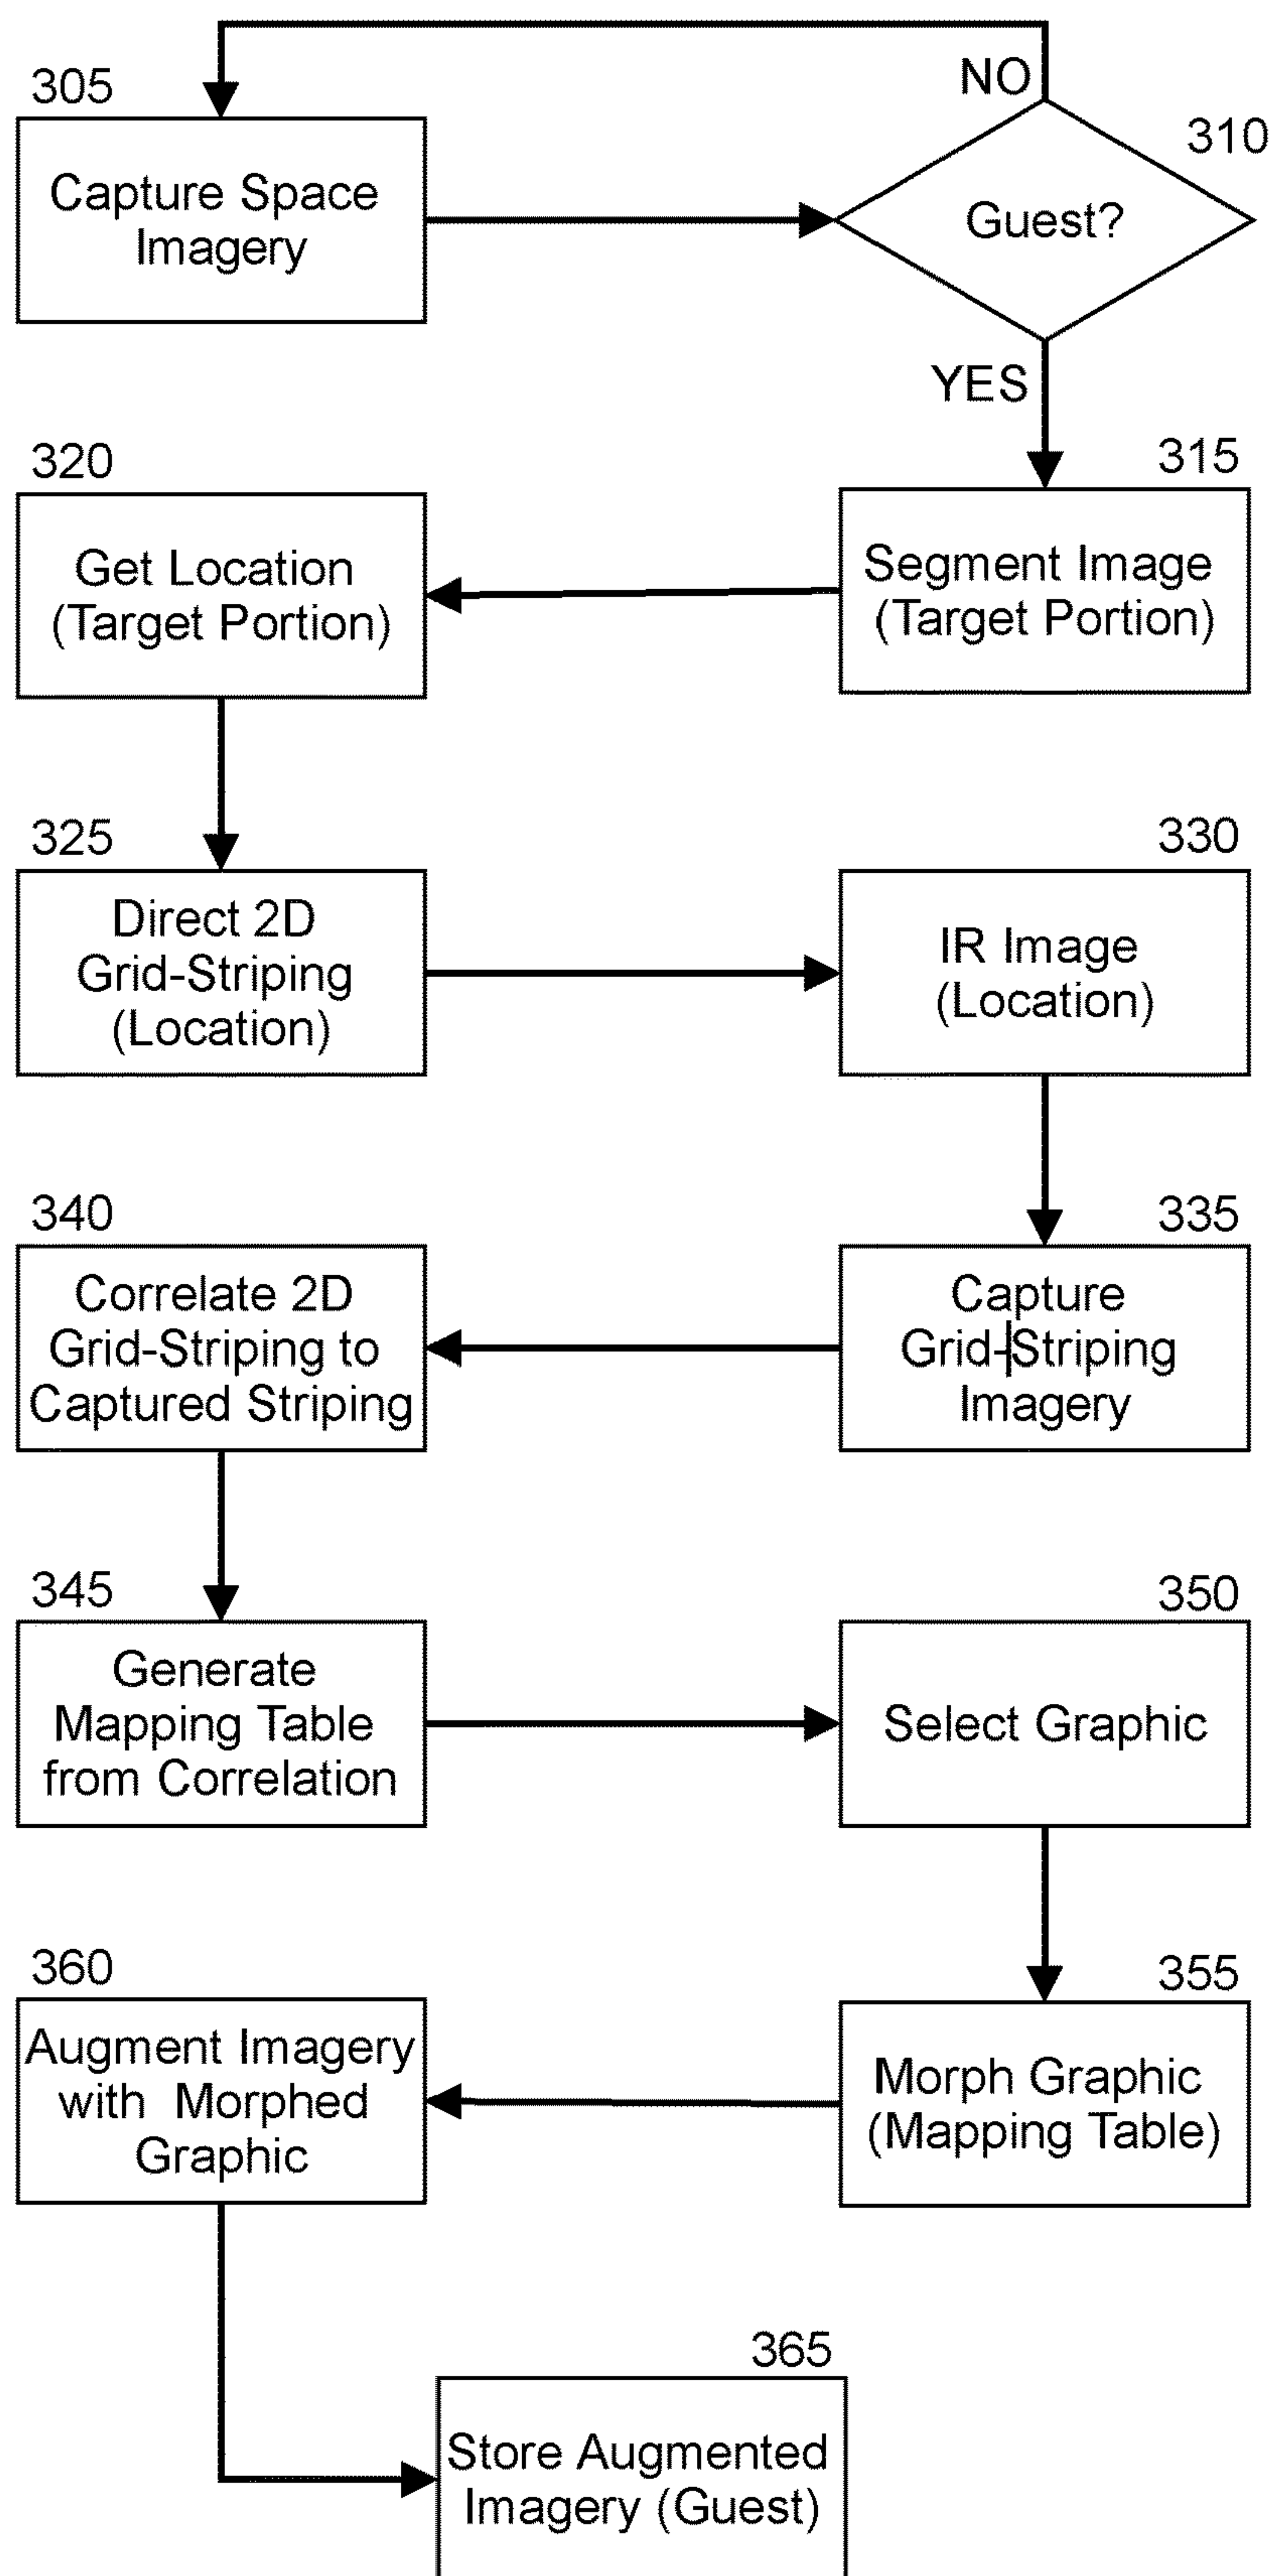 NO
305
310
Capture Space
Imagery
Guest?
YES
320
315
Get Location
(Target Portion)
Segment Image
(Target Portion)
325
330
Direct 2D
Grid-Striping
(Location)
IR Image
(Location)
340
335
Correlate 2D
Grid-Striping to
Captured Striping
Capture
Grid-Striping
Imagery
345
350
Generate
Mapping Table
from Correlation
Select Graphic
360
355
Augment Imagery
with Morphed
Graphic
Morph Graphic
(Mapping Table)
365
Store Augmented
Imagery (Guest)